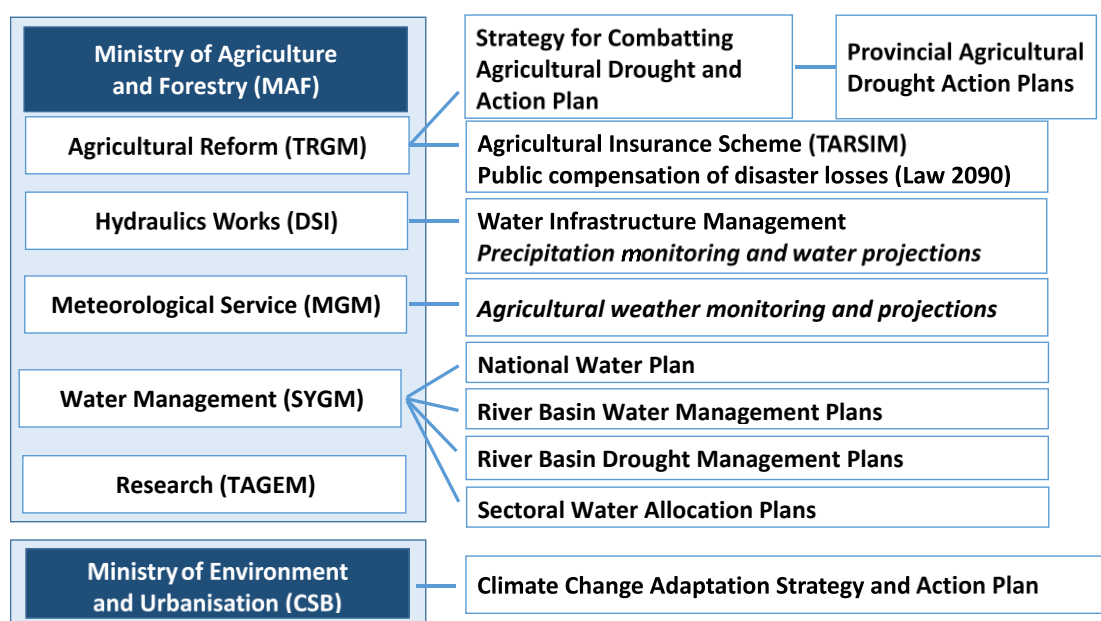 Ministry of Agriculture
and Forestry (MAF)
Strategy for Combatting
Agricultural Drought and
Action Plan
Provincial Agricultural
Drought Action Plans
Agricultural Reform (TRGM)
Agricultural Insurance Scheme (TARSIM)
Public compensation of disaster losses (Law 2090)
Hydraulics Works (DSI)
Water Infrastructure Management
Precipitation monitoring and water projections
Meteorological Service (MGM)
Agricultural weather monitoring and projections
Water Management (SYGM)
National Water Plan
River Basin Water Management Plans
River Basin Drought Management Plans
Sectoral Water Allocation Plans
Research (TAGEM)
Ministry of Environment
and Urbanisation (CSB)
Climate Change Adaptation Strategy and Action Plan